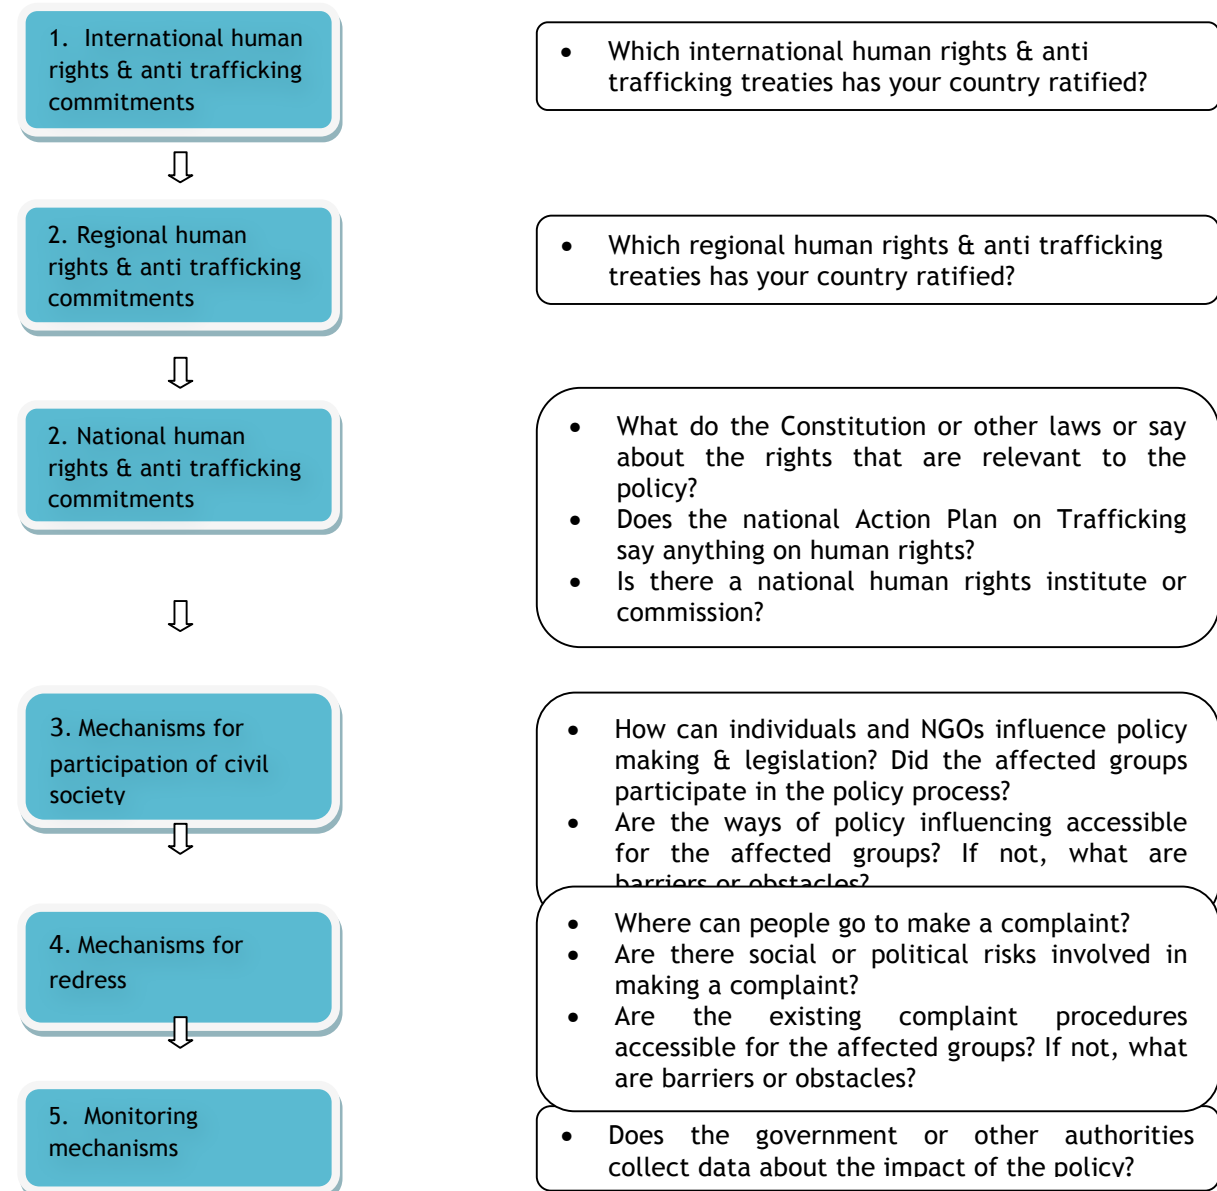 1. International human
rights & anti trafficking
commitments
• Which international human rights & anti
trafficking treaties has your country ratified?
2. Regional human
rights & anti trafficking
commitments
• Which regional human rights & anti trafficking
treaties has your country ratified?
2. National human
rights & anti trafficking
commitments
• What do the Constitution or other laws or say
about the rights that are relevant to the
policy?
• Does the national Action Plan on Trafficking
say anything on human rights?
• Is there a national human rights institute or
commission?
3. Mechanisms for
participation of civil
society
• How can individuals and NGOs influence policy
making & legislation? Did the affected groups
participate in the policy process?
• Are the ways of policy influencing accessible
for the affected groups? If not, what are
barriers or obstacles?
4. Mechanisms for
redress
• Where can people go to make a complaint?
• Are there social or political risks involved in
making a complaint?
• Are the existing complaint procedures
accessible for the affected groups? If not, what
are barriers or obstacles?
5. Monitoring
mechanisms
• Does the government or other authorities
collect data about the impact of the policy?